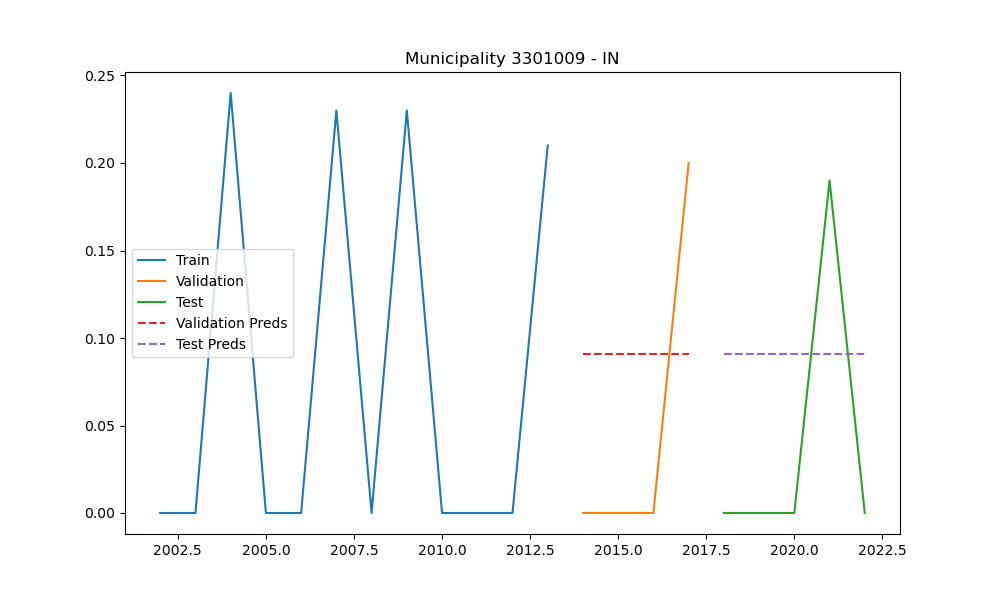 Municipality 3301009 - IN
0.25
0.20
0.15
0.10
0.05
0.00
Train
Validation
Test
Validation Preds
Test Preds
2002.5 2005.0 2007.5 2010.0 2012.5 2015.0 2017.5 2020.0 2022.5